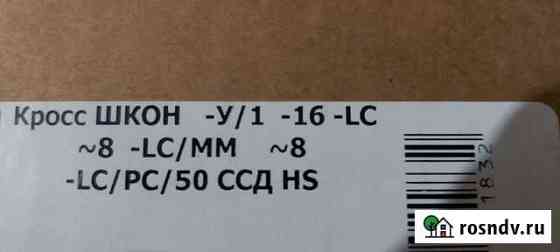 Кросс ШКОН -У/1 -16 -LC
~8 -LC/MM ~8
-LC/PC/50 ССД HS
1832
rosndv.ru